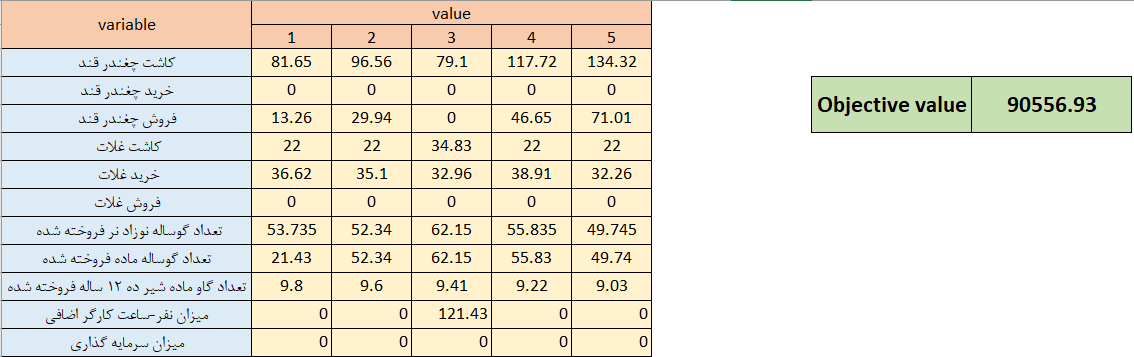 variable value
1 2 3 4 5
کاشت چغندر قند 81.65 96.56 79.1 117.72 134.32
خرید چغندر قند 0 0 0 0 0
فروش چغندر قند 13.26 29.94 0 46.65 71.01
کاشت غلات 22 22 34.83 22 22
خرید غلات 36.62 35.1 32.96 38.91 32.26
فروش غلات 0 0 0 0 0
تعداد گوساله نوزاد نر فروخته شده 53.735 52.34 62.15 55.835 49.745
تعداد گوساله ماده فروخته شده 21.43 52.34 62.15 55.83 49.74
تعداد گاو ماده شیر ده ۱۲ ساله فروخته شده 9.8 9.6 9.41 9.22 9.03
میزان نفر-ساعت کارگر اضافی 0 0 121.43 0 0
میزان سرمایه گذاری 0 0 0 0 0
Objective value 90556.93